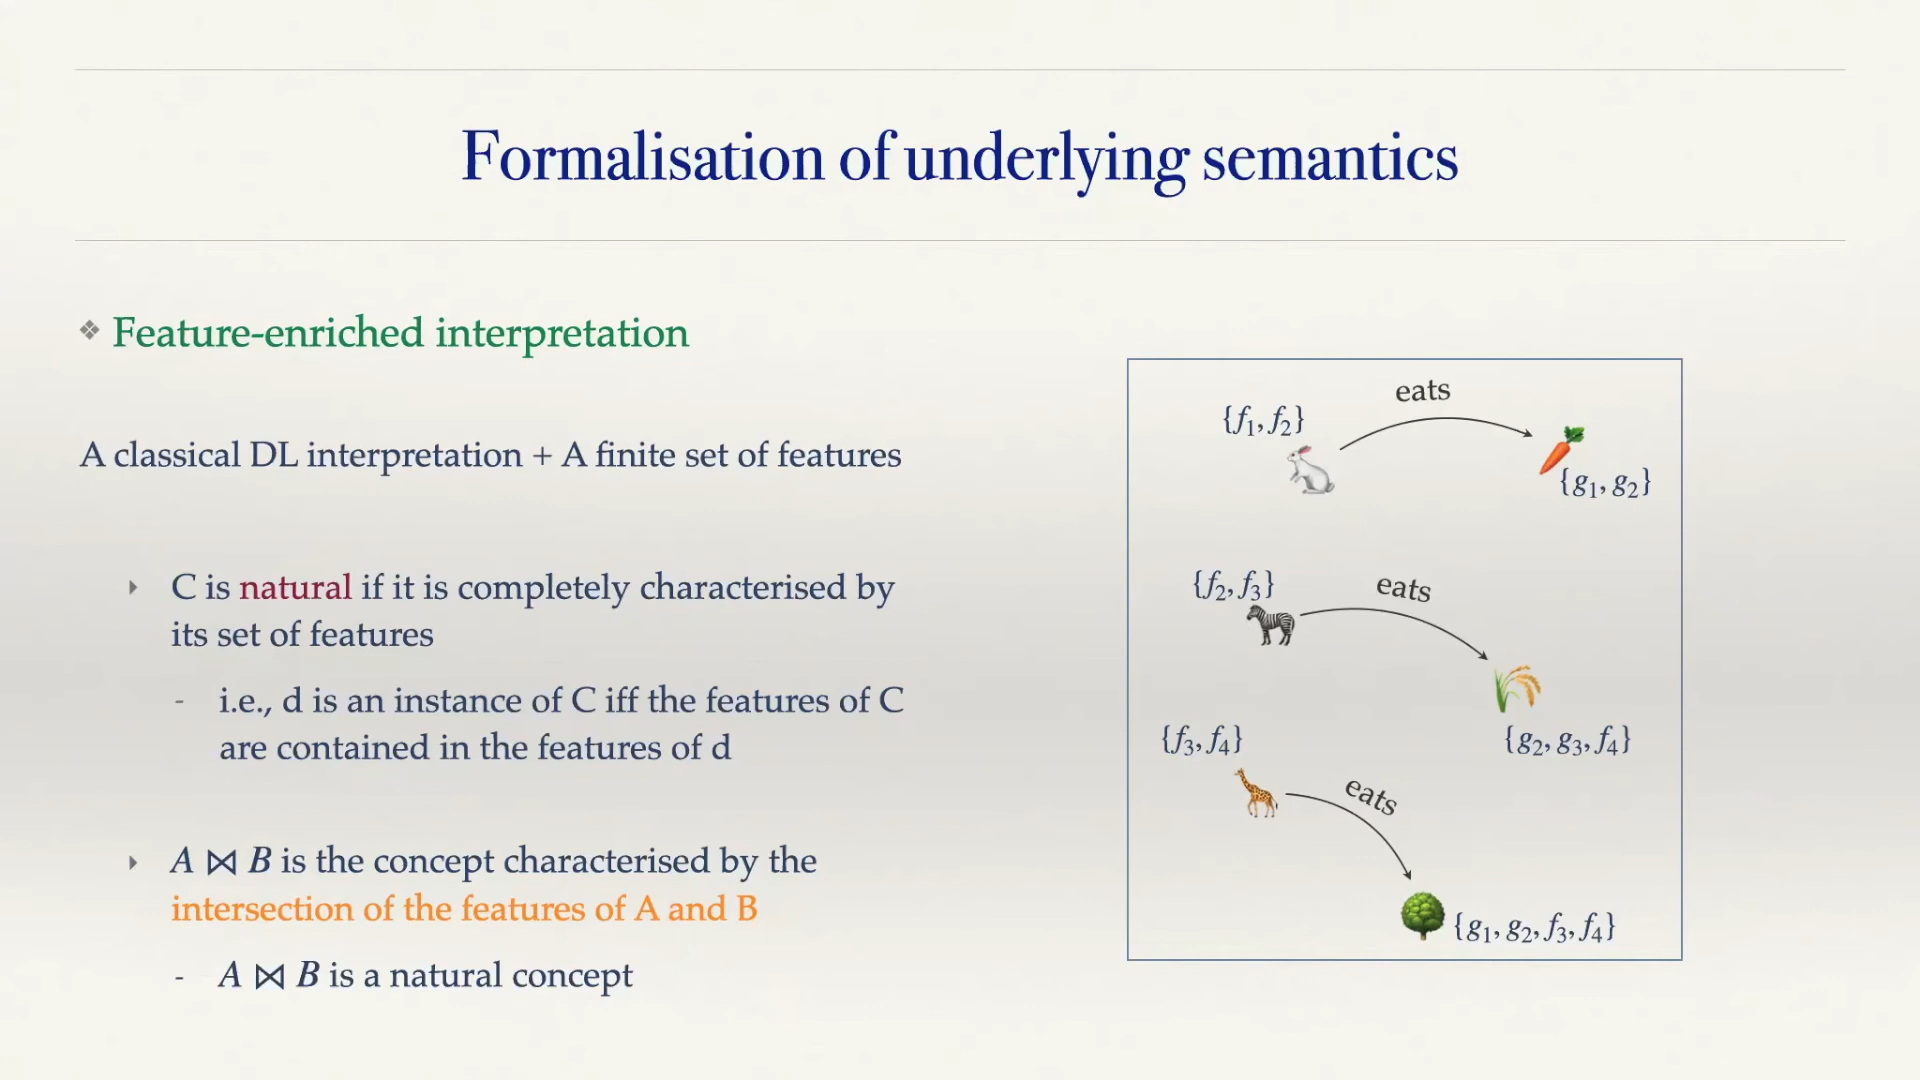 Formalisation of underlying semantics
❖ Feature-enriched interpretation
A classical DL interpretation + A finite set of features
‣ C is natural if it is completely characterised by
its set of features
- i.e., d is an instance of C iff the features of C
are contained in the features of d
‣ A ⋈ B is the concept characterised by the
intersection of the features of A and B
- A ⋈ B is a natural concept
eats
{f₁, f₂}
{g₁, g₂}
{f₂, f₃}
eats
{f₃, f₄}
{g₂, g₃, f₄}
eats
{g₁, g₂, f₃, f₄}